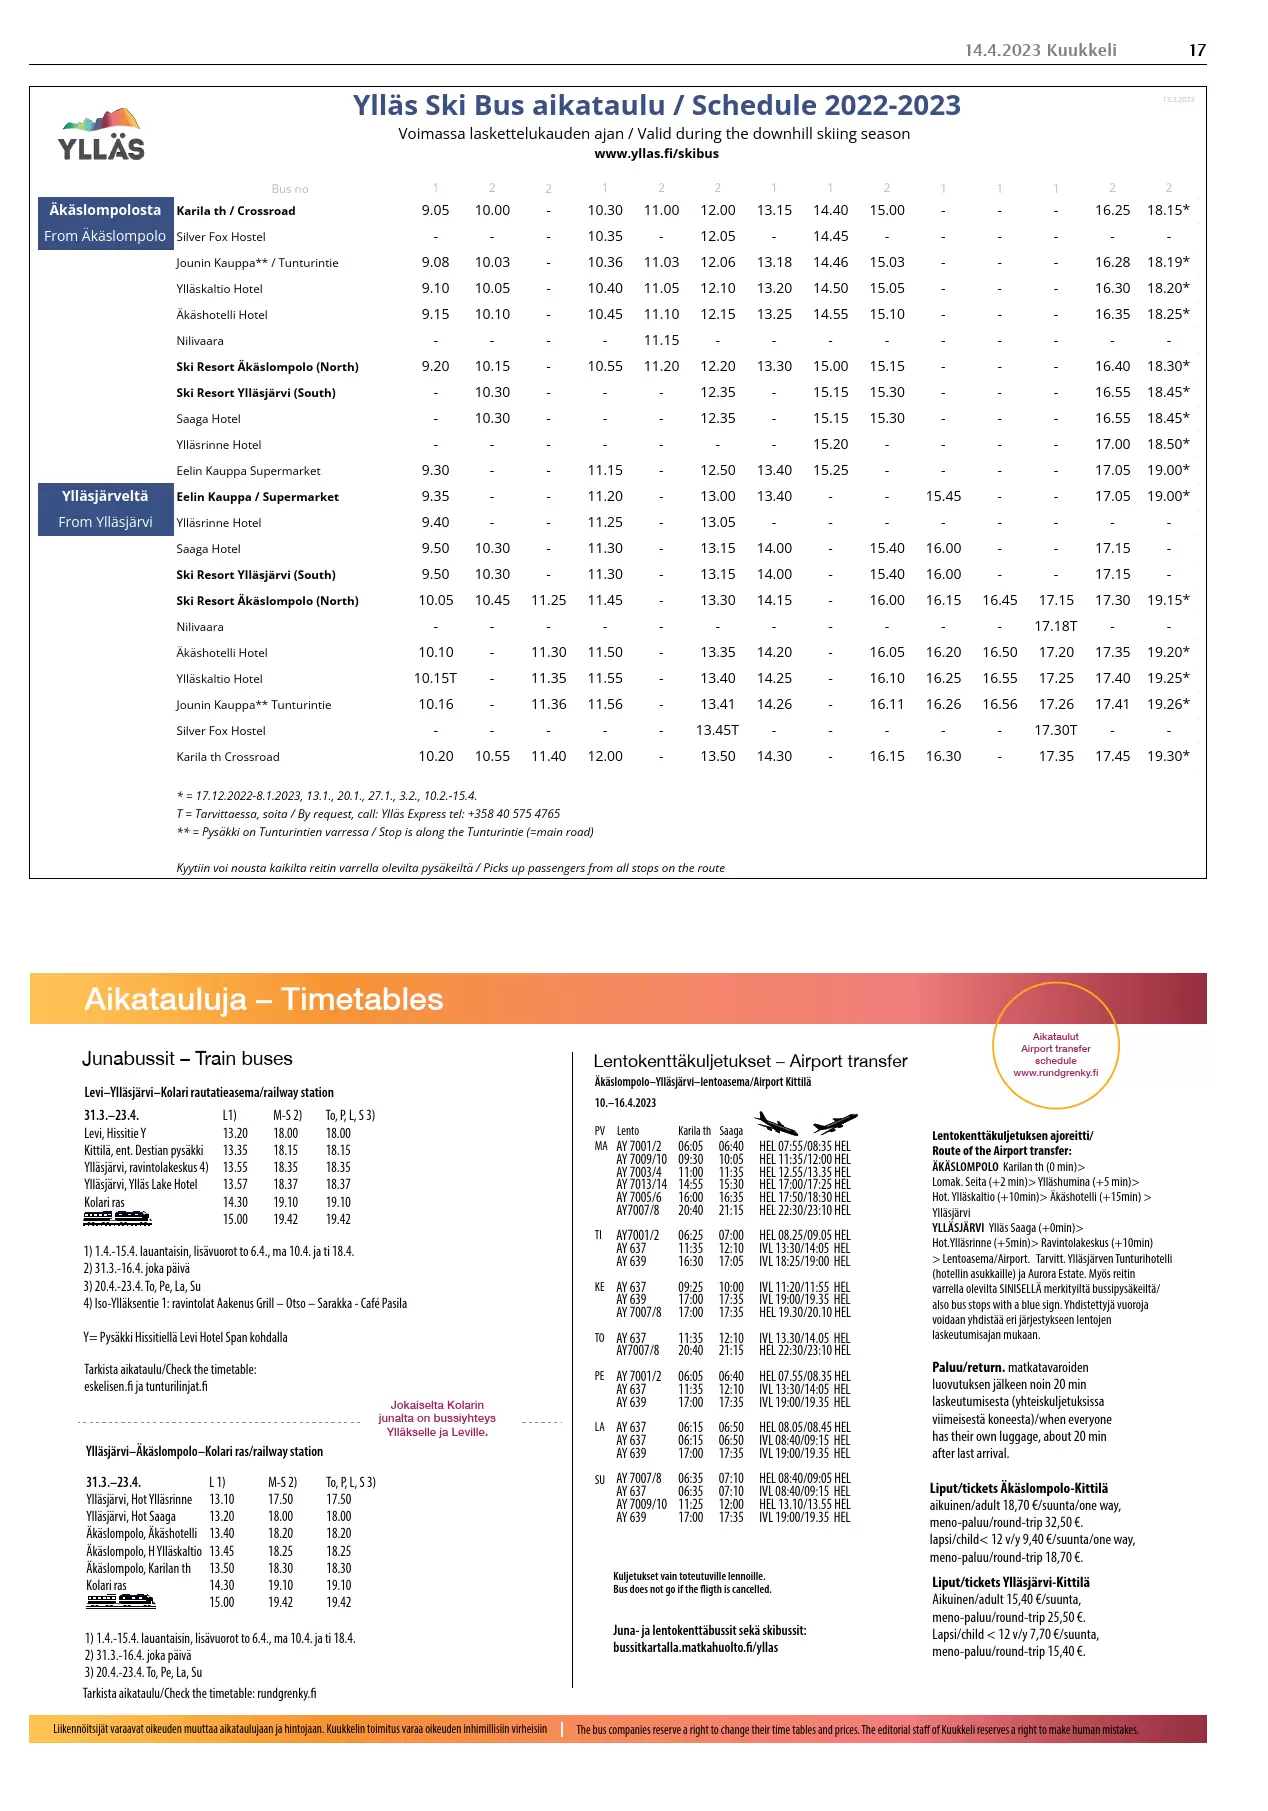 14.4.2023 Kuukkeli 17
Ylläs Ski Bus aikataulu / Schedule 2022-2023
13.2.2023
YLLÄS
Voimassa laskettelukauden ajan / Valid during the downhill skiing season
www.yllas.fi/skibus
Bus no 1 2 2 1 2 2 1 1 2 1 1 1 2 2
Äkäslompolosta Karila th / Crossroad 9.05 10.00 - 10.30 11.00 12.00 13.15 14.40 15.00 - - - 16.25 18.15*
From Äkäslompolo Silver Fox Hostel - - - 10.35 - 12.05 - 14.45 - - - - - -
Jounin Kauppa** / Tunturintie 9.08 10.03 - 10.36 11.03 12.06 13.18 14.46 15.03 - - - 16.28 18.19*
Ylläskaltio Hotel 9.10 10.05 - 10.40 11.05 12.10 13.20 14.50 15.05 - - - 16.30 18.20*
Äkäshotelli Hotel 9.15 10.10 - 10.45 11.10 12.15 13.25 14.55 15.10 - - - 16.35 18.25*
Nilivaara - - - - 11.15 - - - - - - - - -
Ski Resort Äkäslompolo (North) 9.20 10.15 - 10.55 11.20 12.20 13.30 15.00 15.15 - - - 16.40 18.30*
Ski Resort Ylläsjärvi (South) - 10.30 - - - 12.35 - 15.15 15.30 - - - 16.55 18.45*
Saaga Hotel - 10.30 - - - 12.35 - 15.15 15.30 - - - 16.55 18.45*
Ylläsrinne Hotel - - - - - - - 15.20 - - - - 17.00 18.50*
Eelin Kauppa Supermarket 9.30 - - 11.15 - 12.50 13.40 15.25 - - - - 17.05 19.00*
Ylläsjärveltä Eelin Kauppa / Supermarket 9.35 - - 11.20 - 13.00 13.40 - - 15.45 - - 17.05 19.00*
From Ylläsjärvi Ylläsrinne Hotel 9.40 - - 11.25 - 13.05 - - - - - - - -
Saaga Hotel 9.50 10.30 - 11.30 - 13.15 14.00 - 15.40 16.00 - - 17.15 -
Ski Resort Ylläsjärvi (South) 9.50 10.30 - 11.30 - 13.15 14.00 - 15.40 16.00 - - 17.15 -
Ski Resort Äkäslompolo (North) 10.05 10.45 11.25 11.45 - 13.30 14.15 - 16.00 16.15 16.45 17.15 17.30 19.15*
Nilivaara - - - - - - - - - - - 17.18T - -
Äkäshotelli Hotel 10.10 - 11.30 11.50 - 13.35 14.20 - 16.05 16.20 16.50 17.20 17.35 19.20*
Ylläskaltio Hotel 10.15T - 11.35 11.55 - 13.40 14.25 - 16.10 16.25 16.55 17.25 17.40 19.25*
Jounin Kauppa** Tunturintie 10.16 - 11.36 11.56 - 13.41 14.26 - 16.11 16.26 16.56 17.26 17.41 19.26*
Silver Fox Hostel - - - - - 13.45T - - - - - 17.30T - -
Karila th Crossroad 10.20 10.55 11.40 12.00 - 13.50 14.30 - 16.15 16.30 - 17.35 17.45 19.30*
* = 17.12.2022-8.1.2023, 13.1., 20.1., 27.1., 3.2., 10.2.-15.4.
T = Tarvittaessa, soita / By request, call: Ylläs Express tel: +358 40 575 4765
** = Pysäkki on Tunturintien varressa / Stop is along the Tunturintie (=main road)
Kyytiin voi nousta kaikilta reitin varrella olevilta pysäkeiltä / Picks up passengers from all stops on the route
Aikatauluja – Timetables
Junabussit – Train buses
Levi–Ylläsjärvi–Kolari rautatieasema/railway station
31.3.–23.4. L1) M-S 2) To, P, L, S 3)
Levi, Hissitie Y 13.20 18.00 18.00
Kittilä, ent. Destian pysäkki 13.35 18.15 18.15
Ylläsjärvi, ravintolakeskus 4) 13.55 18.35 18.35
Ylläsjärvi, Ylläs Lake Hotel 13.57 18.37 18.37
Kolari ras 14.30 19.10 19.10
15.00 19.42 19.42
1) 1.4.-15.4. lauantaisin, lisävuorot to 6.4., ma 10.4. ja ti 18.4.
2) 31.3.-16.4. joka päivä
3) 20.4.-23.4. To, Pe, La, Su
4) Iso-Ylläksentie 1: ravintolat Aakenus Grill – Otso – Sarakka - Café Pasila
Y= Pysäkki Hissitiellä Levi Hotel Span kohdalla
Tarkista aikataulu/Check the timetable:
eskelisen.fi ja tunturilinjat.fi
Jokaiselta Kolarin
junalta on bussiyhteys
Ylläkselle ja Leville.
Ylläsjärvi–Äkäslompolo–Kolari ras/railway station
31.3.–23.4. L 1) M-S 2) To, P, L, S 3)
Ylläsjärvi, Hot Ylläsrinne 13.10 17.50 17.50
Ylläsjärvi, Hot Saaga 13.20 18.00 18.00
Äkäslompolo, Äkäshotelli 13.40 18.20 18.20
Äkäslompolo, H Ylläskaltio 13.45 18.25 18.25
Äkäslompolo, Karilan th 13.50 18.30 18.30
Kolari ras 14.30 19.10 19.10
15.00 19.42 19.42
1) 1.4.-15.4. lauantaisin, lisävuorot to 6.4., ma 10.4. ja ti 18.4.
2) 31.3.-16.4. joka päivä
3) 20.4.-23.4. To, Pe, La, Su
Tarkista aikataulu/Check the timetable: rundgrenky.fi
Lentokenttäkuljetukset – Airport transfer
Äkäslompolo–Ylläsjärvi–lentoasema/Airport Kittilä
10.–16.4.2023
PV Lento Karila th Saaga
MA AY 7001/2 06:05 06:40 HEL 07:55/08:35 HEL
AY 7009/10 09:30 10:05 HEL 11:35/12:00 HEL
AY 7003/4 11:00 11:35 HEL 12.55/13.35 HEL
AY 7013/14 14:55 15:30 HEL 17:00/17:25 HEL
AY 7005/6 16:00 16:35 HEL 17:50/18:30 HEL
AY7007/8 20:40 21:15 HEL 22:30/23:10 HEL
TI AY7001/2 06:25 07:00 HEL 08.25/09.05 HEL
AY 637 11:35 12:10 IVL 13:30/14:05 HEL
AY 639 16:30 17:05 IVL 18:25/19:00 HEL
KE AY 637 09:25 10:00 IVL 11:20/11:55 HEL
AY 639 17:00 17:35 IVL 19:00/19.35 HEL
AY 7007/8 17:00 17:35 HEL 19.30/20.10 HEL
TO AY 637 11:35 12:10 IVL 13.30/14.05 HEL
AY7007/8 20:40 21:15 HEL 22:30/23:10 HEL
PE AY 7001/2 06:05 06:40 HEL 07.55/08.35 HEL
AY 637 11:35 12:10 IVL 13:30/14:05 HEL
AY 639 17:00 17:35 IVL 19:00/19.35 HEL
LA AY 637 06:15 06:50 HEL 08.05/08.45 HEL
AY 637 06:15 06:50 IVL 08:40/09:15 HEL
AY 639 17:00 17:35 IVL 19:00/19.35 HEL
SU AY 7007/8 06:35 07:10 HEL 08:40/09:05 HEL
AY 637 06:35 07:10 IVL 08:40/09:15 HEL
AY 7009/10 11:25 12:00 HEL 13.10/13.55 HEL
AY 639 17:00 17:35 IVL 19:00/19.35 HEL
Kuljetukset vain toteutuville lennoille.
Bus does not go if the fligth is cancelled.
Juna- ja lentokenttäbussit sekä skibussit:
bussitkartalla.matkahuolto.fi/yllas
Aikataulut
Airport transfer
schedule
www.rundgrenky.fi
Lentokenttäkuljetuksen ajoreitti/
Route of the Airport transfer:
ÄKÄSLOMPOLO Karilan th (0 min)>
Lomak. Seita (+2 min)> Ylläshumina (+5 min)>
Hot. Ylläskaltio (+10min)> Äkäshotelli (+15min) >
Ylläsjärvi
YLLÄSJÄRVI Ylläs Saaga (+0min)>
Hot.Ylläsrinne (+5min)> Ravintolakeskus (+10min)
> Lentoasema/Airport. Tarvitt. Ylläsjärven Tunturihotelli
(hotellin asukkaille) ja Aurora Estate. Myös reitin
varrella olevilta SINISELLÄ merkityiltä bussipysäkeiltä/
also bus stops with a blue sign. Yhdistettyjä vuoroja
voidaan yhdistää eri järjestykseen lentojen
laskeutumisajan mukaan.
Paluu/return. matkatavaroiden
luovutuksen jälkeen noin 20 min
laskeutumisesta (yhteiskuljetuksissa
viimeisestä koneesta)/when everyone
has their own luggage, about 20 min
after last arrival.
Liput/tickets Äkäslompolo-Kittilä
aikuinen/adult 18,70 €/suunta/one way,
meno-paluu/round-trip 32,50 €.
lapsi/child< 12 v/y 9,40 €/suunta/one way,
meno-paluu/round-trip 18,70 €.
Liput/tickets Ylläsjärvi-Kittilä
Aikuinen/adult 15,40 €/suunta,
meno-paluu/round-trip 25,50 €.
Lapsi/child < 12 v/y 7,70 €/suunta,
meno-paluu/round-trip 15,40 €.
Liikennöitsijät varaavat oikeuden muuttaa aikataulujaan ja hintojaan. Kuukkelin toimitus varaa oikeuden inhimillisiin virheisiin
The bus companies reserve a right to change their time tables and prices. The editorial staff of Kuukkeli reserves a right to make human mistakes.